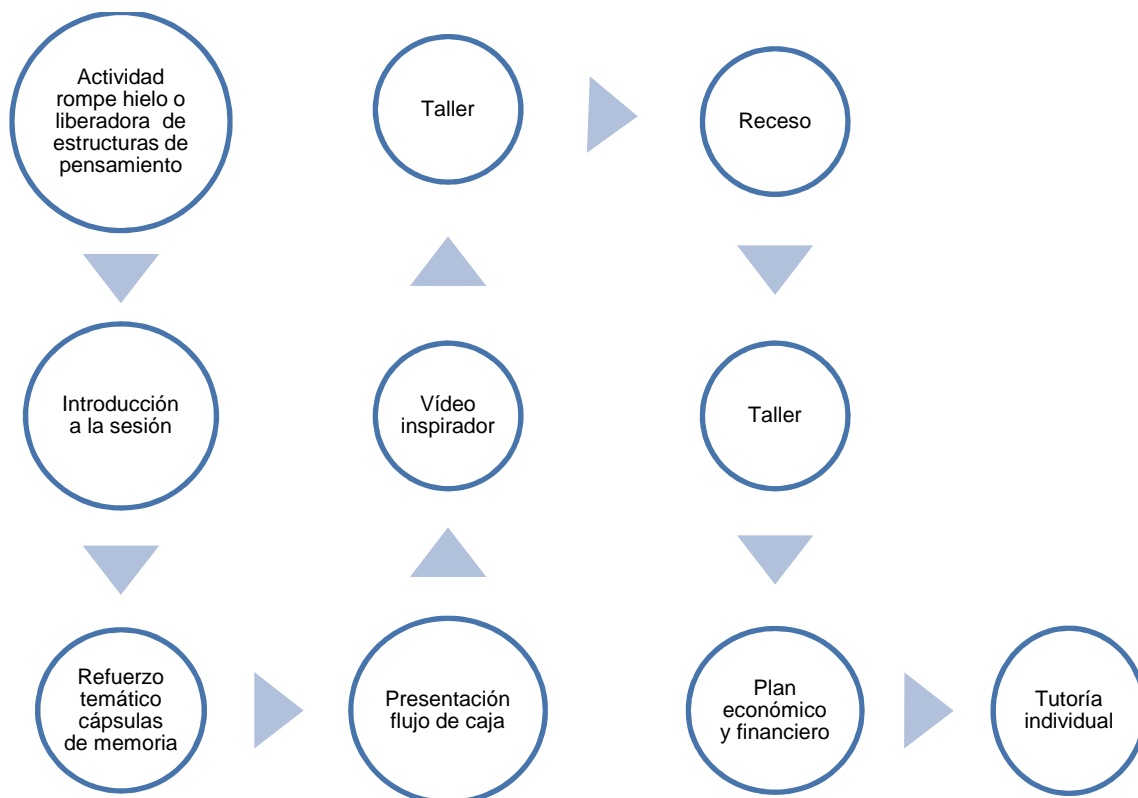 Actividad
rompe hielo o
liberadora de
estructuras de
pensamiento
Introducción
a la sesión
Refuerzo
temático
cápsulas
de memoria
Presentación
flujo de caja
Vídeo
inspirador
Taller
Receso
Taller
Plan
económico
y financiero
Tutoría
individual